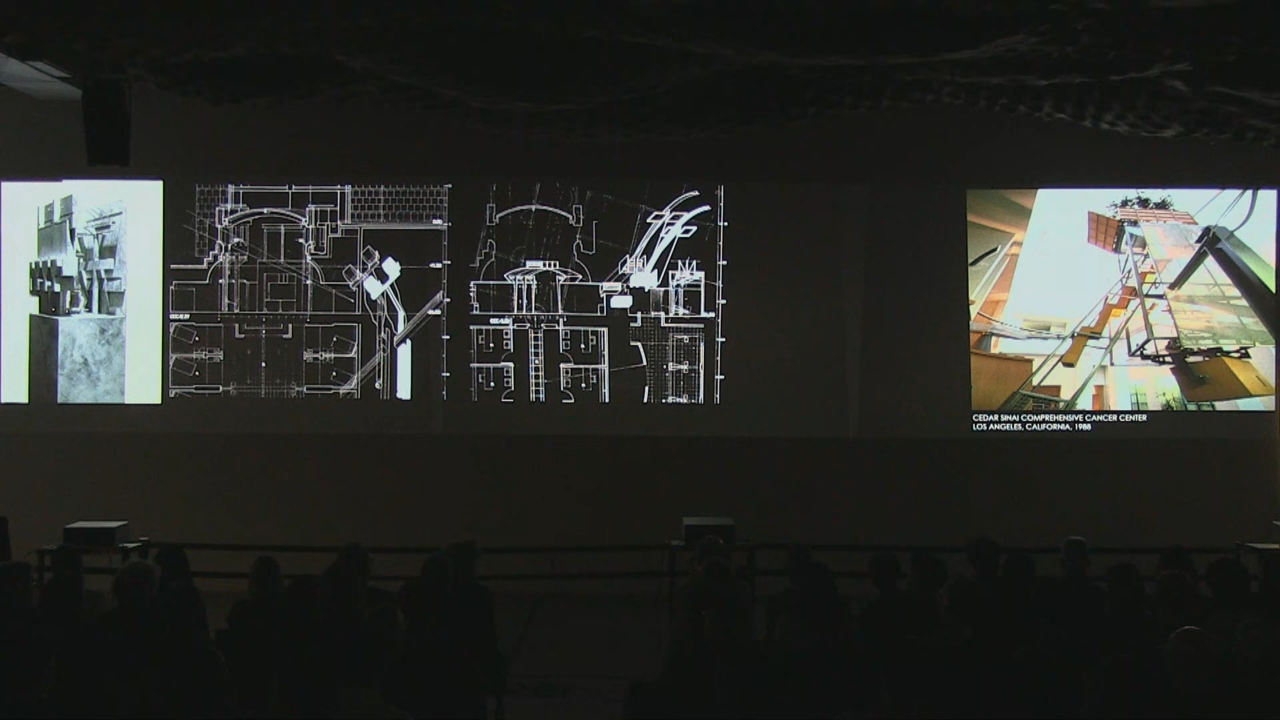 CEDAR SINAI COMPREHENSIVE CANCER CENTER
LOS ANGELES, CALIFORNIA, 1988